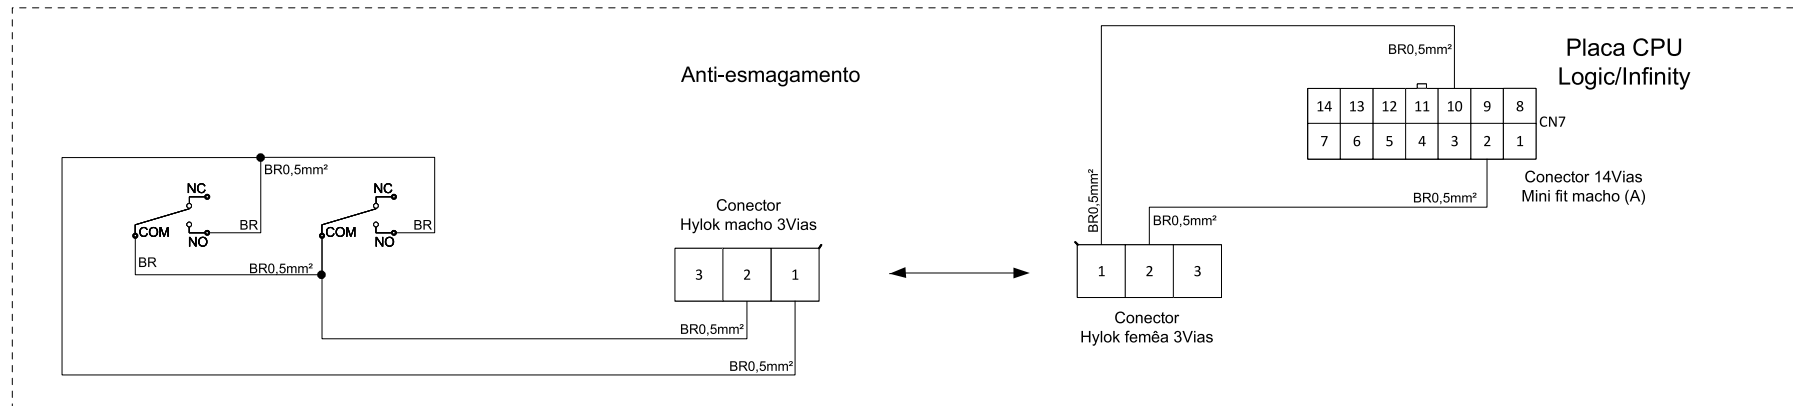 BR0,5mm²
Placa CPU
Logic/Infinity
Anti-esmagamento
14 13 12 11 10 9 8
CN7
7 6 5 4 3 2 1
BR0,5mm²
Conector 14Vias
Mini fit macho (A)
NC
NC
BR0,5mm²
BR0,5mm²
BR0,5mm²
Conector
Hylok macho 3Vias
COM
NO
BR
COM
NO
BR
BR
BR0,5mm²
3 2 1
1 2 3
BR0,5mm²
Conector
Hylok femêa 3Vias
BR0,5mm²